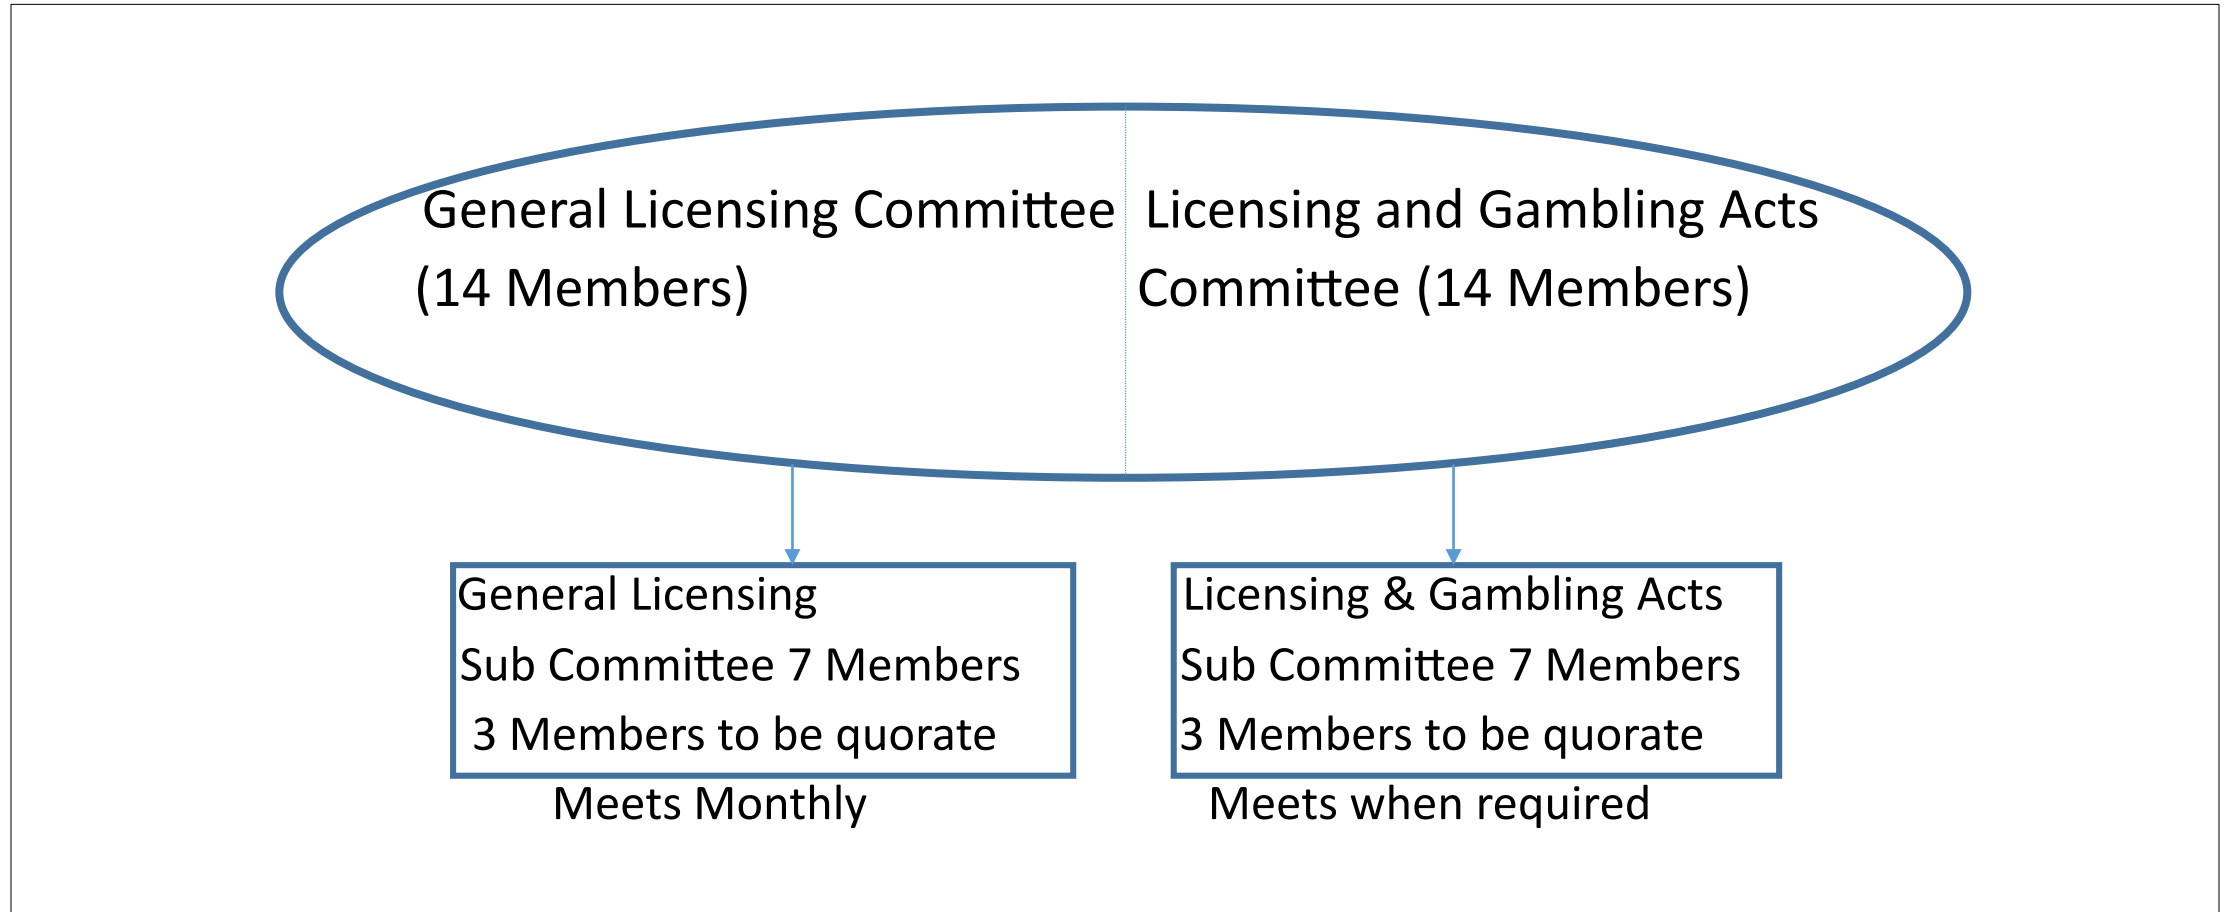 General Licensing Committee
(14 Members)
Licensing and Gambling Acts
Committee (14 Members)
General Licensing
Sub Committee 7 Members
3 Members to be quorate
Meets Monthly
Licensing & Gambling Acts
Sub Committee 7 Members
3 Members to be quorate
Meets when required